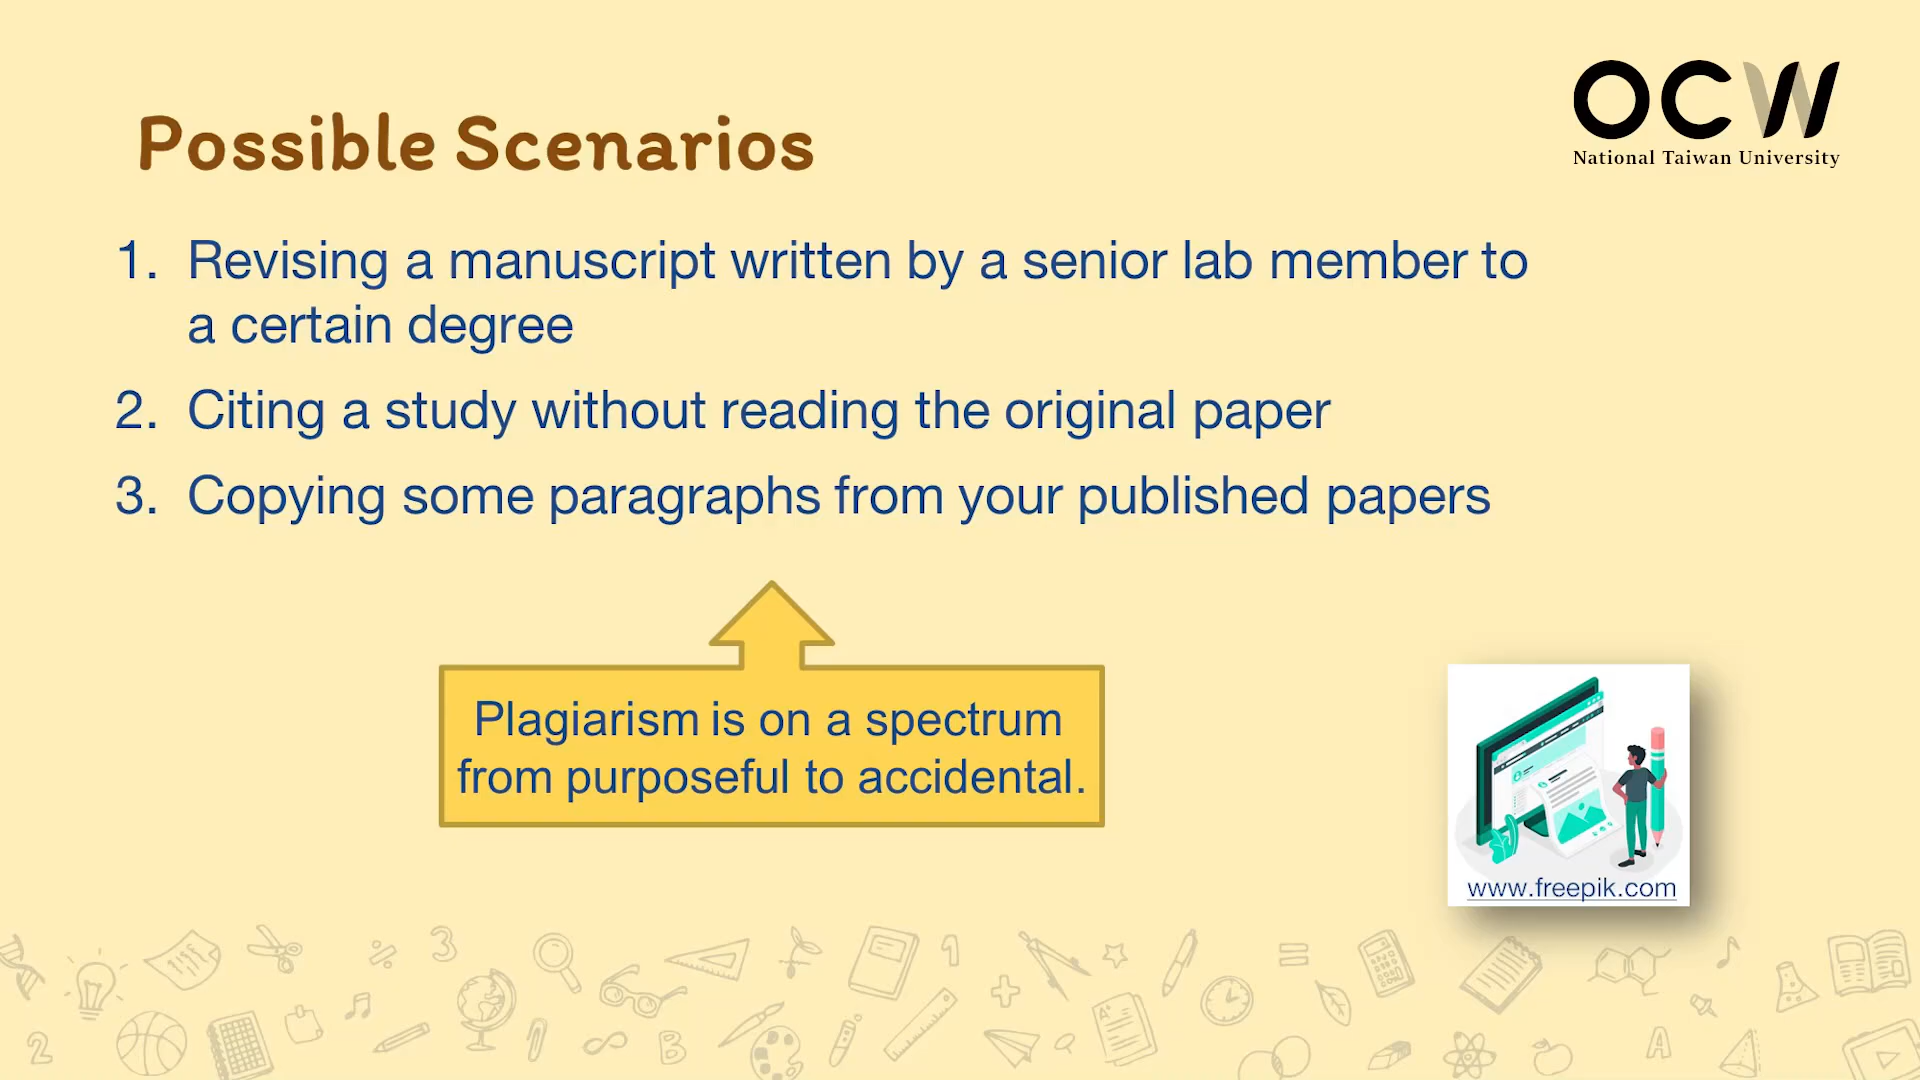 OCW
National Taiwan University
Possible Scenarios
1. Revising a manuscript written by a senior lab member to
a certain degree
2. Citing a study without reading the original paper
3. Copying some paragraphs from your published papers
Plagiarism is on a spectrum
from purposeful to accidental.
www.freepik.com